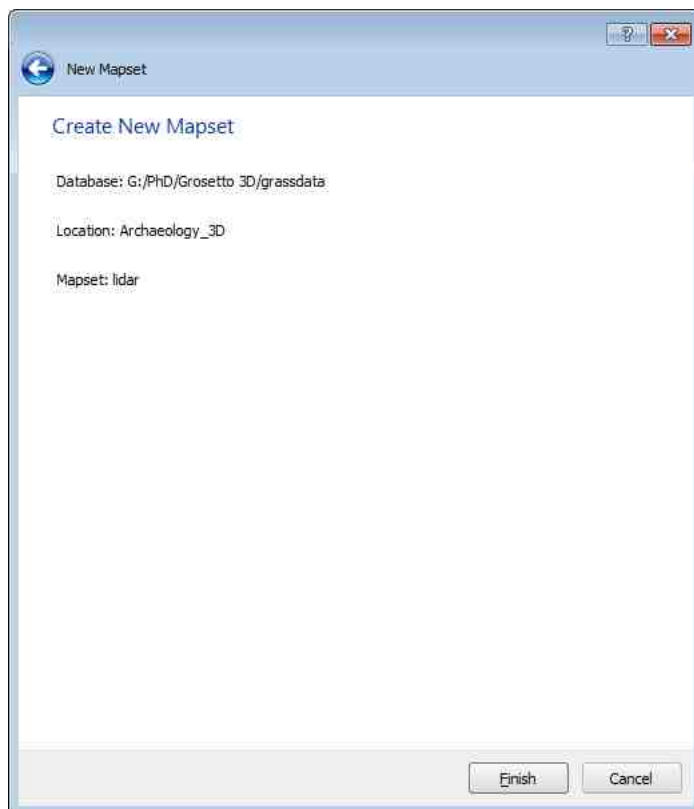 New Mapset
Create New Mapset
Database: G:/PhD/Grosetto 3D/grassdata
Location: Archaeology_3D
Mapset: lidar
Finish
Cancel